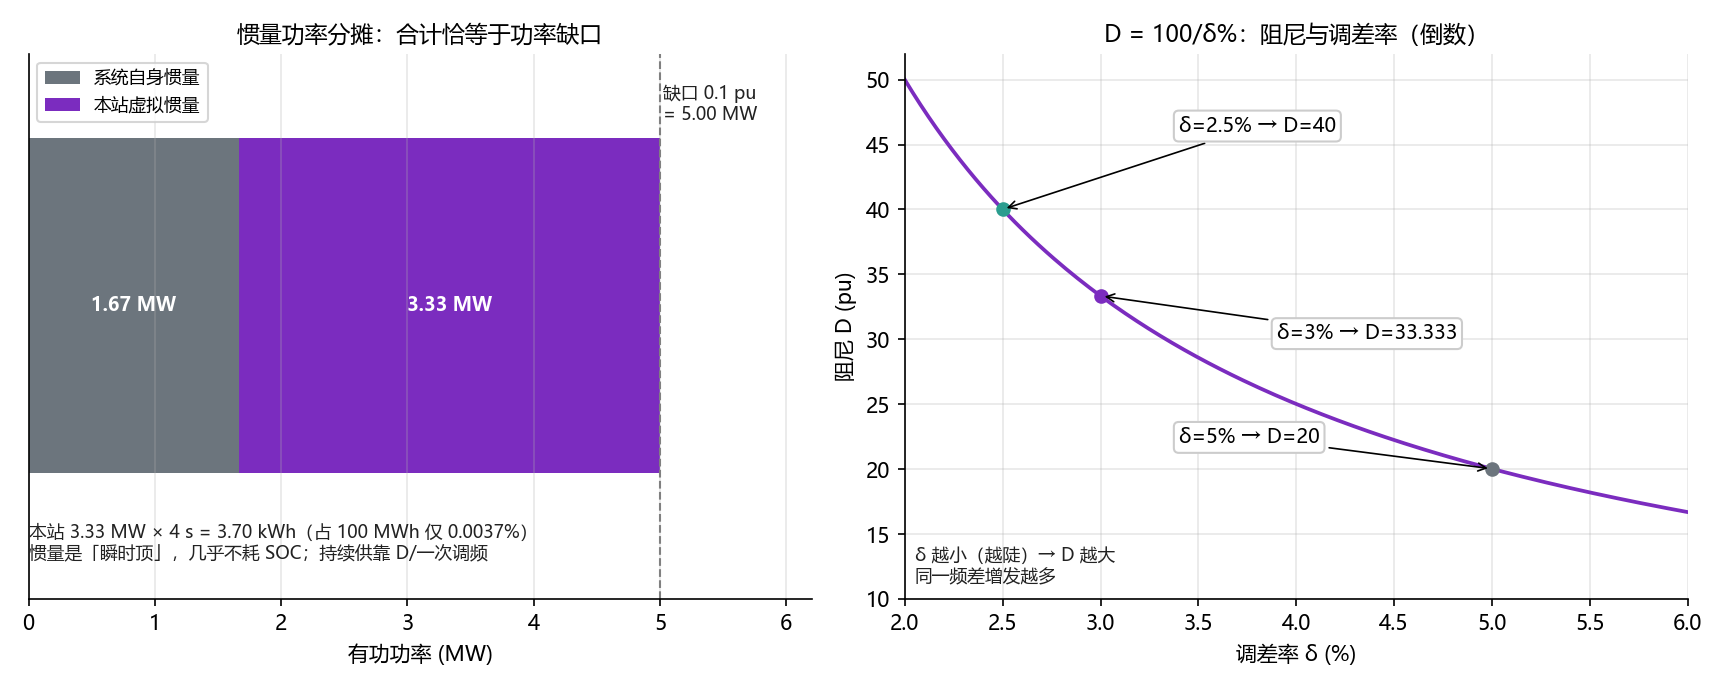 惯量功率分摊：合计恰等于功率缺口
系统自身惯量
本站虚拟惯量
缺口 0.1 pu
= 5.00 MW
1.67 MW
3.33 MW
本站 3.33 MW × 4 s = 3.70 kWh（占 100 MWh 仅 0.0037%）
惯量是「瞬时顶」，几乎不耗 SOC；持续供靠 D/一次调频
0 1 2 3 4 5 6
有功功率 (MW)
D = 100/δ%：阻尼与调差率（倒数）
50
45
40
35
30
25
20
15
10
阻尼 D (pu)
δ=2.5% → D=40
δ=3% → D=33.333
δ=5% → D=20
δ 越小（越陡）→ D 越大
同一频差增发越多
2.0 2.5 3.0 3.5 4.0 4.5 5.0 5.5 6.0
调差率 δ (%)